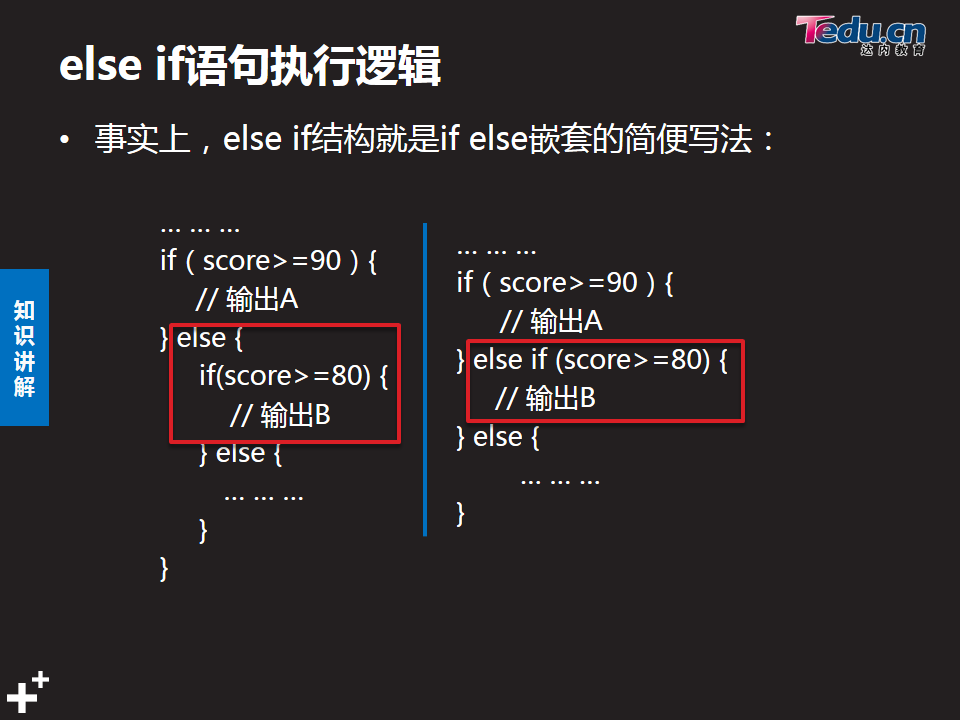 Tedu.cn
达内教育
else if语句执行逻辑
• 事实上，else if结构就是if else嵌套的简便写法：
知识讲解
... ... ...
if ( score>=90 ) {
// 输出A
} else {
if(score>=80) {
// 输出B
} else {
... ... ...
}
}
... ... ...
if ( score>=90 ) {
// 输出A
} else if (score>=80) {
// 输出B
} else {
... ... ...
}